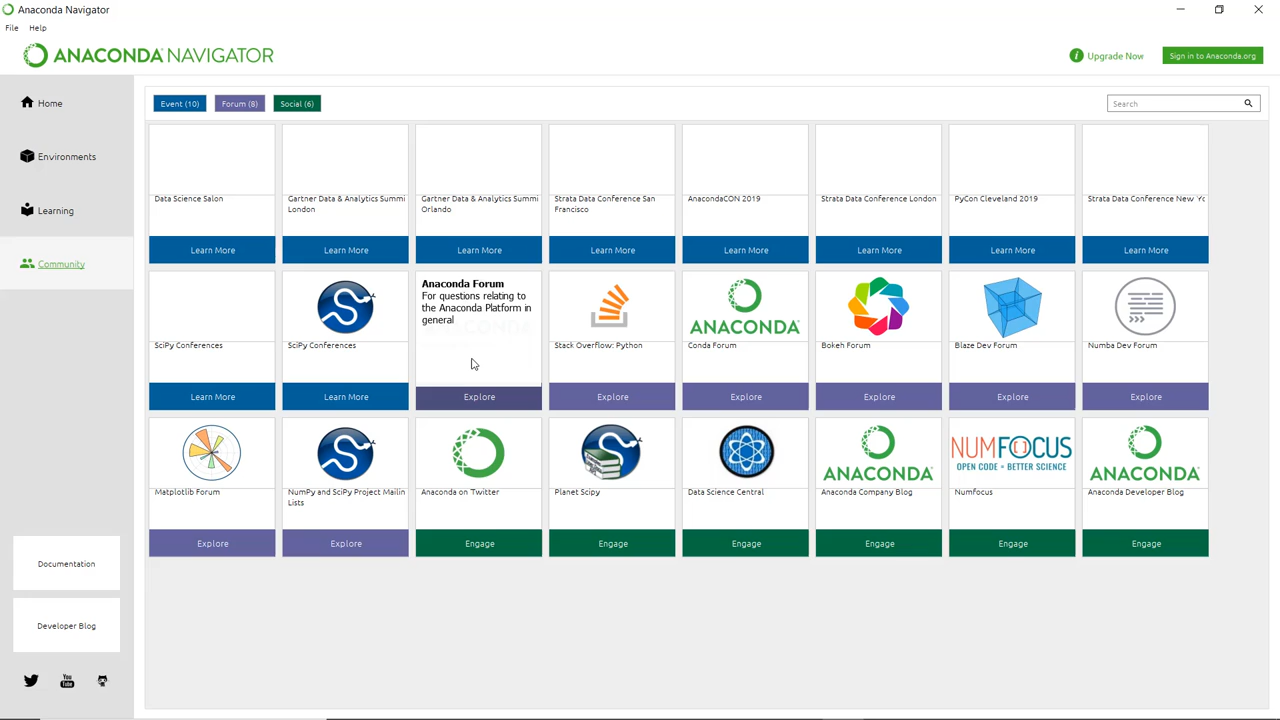 Anaconda Navigator
File Help
ANACONDA NAVIGATOR
Upgrade Now
Sign in to Anaconda.org
Home
Environments
Learning
Community
Documentation
Developer Blog
Event (10) Forum (8) Social (6)
Search
Data Science Salon
Learn More
Gartner Data & Analytics Summi
London
Learn More
Gartner Data & Analytics Summi
Orlando
Learn More
Strata Data Conference San
Francisco
Learn More
AnacondaCON 2019
Learn More
Strata Data Conference London
Learn More
PyCon Cleveland 2019
Learn More
Strata Data Conference New Yo
Learn More
SciPy Conferences
Learn More
SciPy Conferences
Learn More
Anaconda Forum
For questions relating to
the Anaconda Platform in
general
Explore
Stack Overflow: Python
Explore
ANACONDA
Conda Forum
Explore
Bokeh Forum
Explore
Blaze Dev Forum
Explore
Numba Dev Forum
Explore
Matplotlib Forum
Explore
NumPy and SciPy Project Mailin
Lists
Explore
Anaconda on Twitter
Engage
Planet Scipy
Engage
Data Science Central
Engage
ANACONDA
Anaconda Company Blog
Engage
NUMFOCUS
OPEN CODE = BETTER SCIENCE
Numfocus
Engage
ANACONDA
Anaconda Developer Blog
Engage
You
Tube